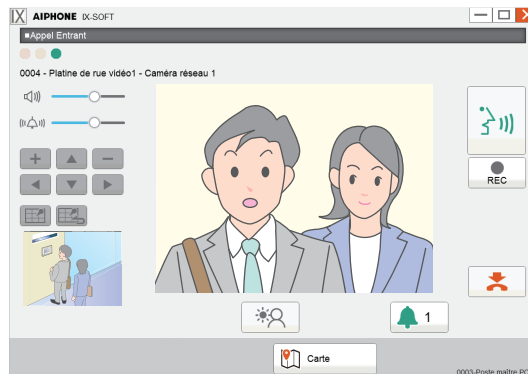 IX AIPHONE IX-SOFT
■Appel Entrant
0004 - Platine de rue vidéo1 - Caméra réseau 1
REC
1
Carte
0003-Poste maître PC